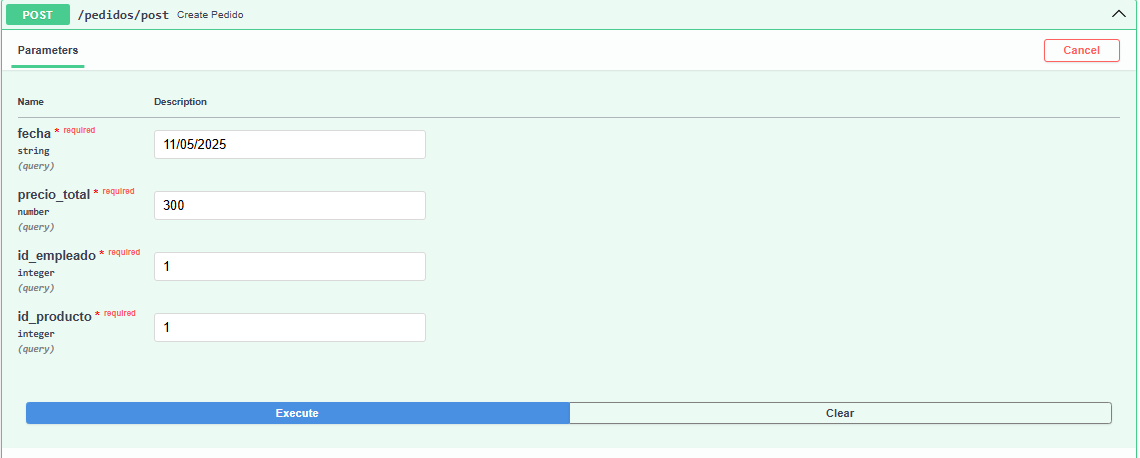 POST /pedidos/post Create Pedido
Parameters Cancel
Name Description
fecha * required 11/05/2025
string
(query)
precio_total * required 300
number
(query)
id_empleado * required 1
integer
(query)
id_producto * required 1
integer
(query)
Execute Clear